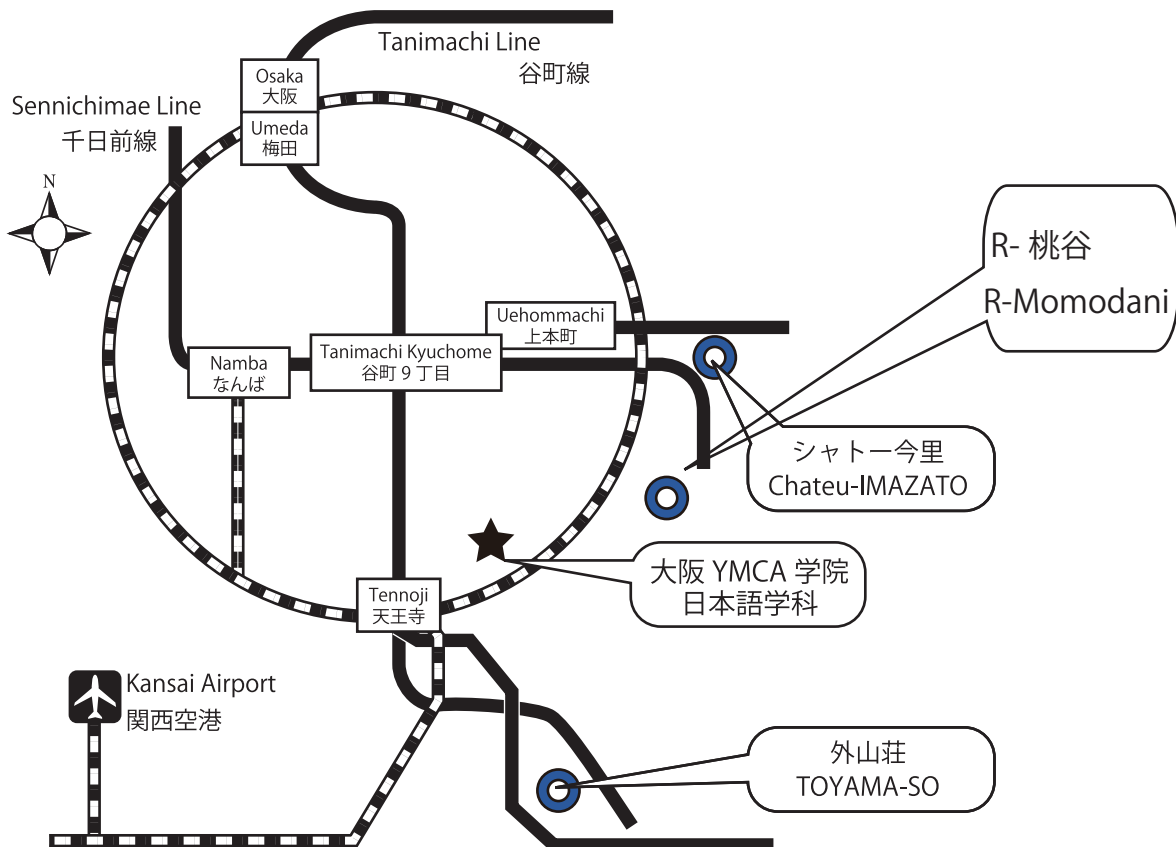 Tanimachi Line
谷町線
Osaka
大阪
Sennichimae Line
千日前線
Umeda
梅田
N
R- 桃谷
R-Momodani
Uehommachi
上本町
Tanimachi Kyuchome
谷町 9 丁目
Namba
なんば
シャトー今里
Chateu-IMAZATO
大阪 YMCA 学院
日本語学科
Tennoji
天王寺
Kansai Airport
関西空港
外山荘
TOYAMA-SO